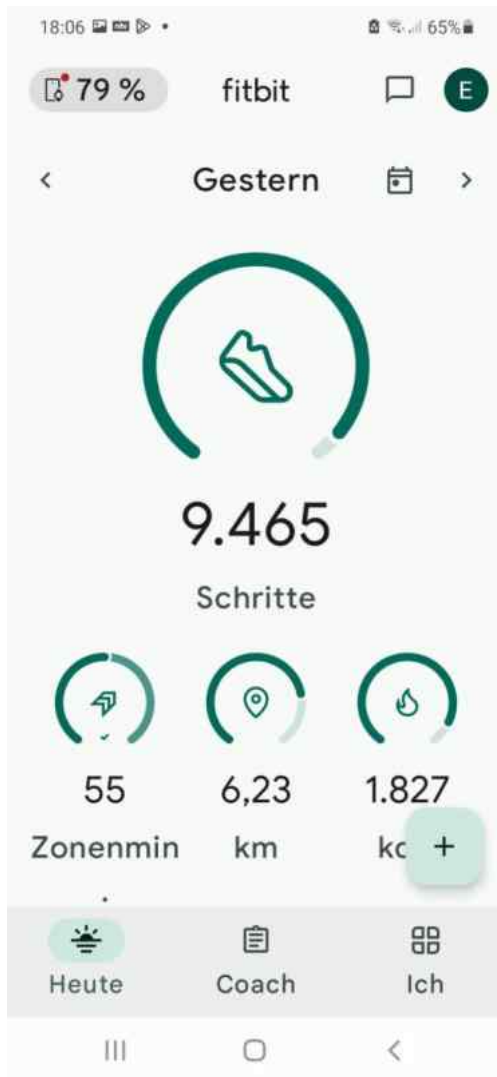 18:06 65%
79 % fitbit E
Gestern
9.465
Schritte
55 6,23 1.827
Zonenmin km kc +
.
Heute Coach Ich